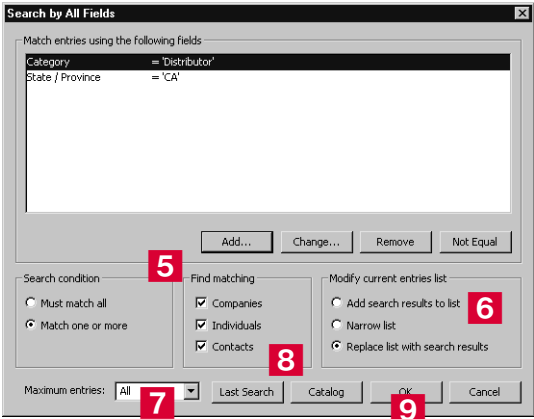 Search by All Fields
Match entries using the following fields
Category = 'Distributor'
State / Province = 'CA'
Add... Change... Remove Not Equal
5
Search condition Find matching Modify current entries list
Must match all Companies Add search results to list 6
Match one or more Individuals Narrow list
Contacts Replace list with search results
8
Maximum entries: All Last Search Catalog OK Cancel
7 9